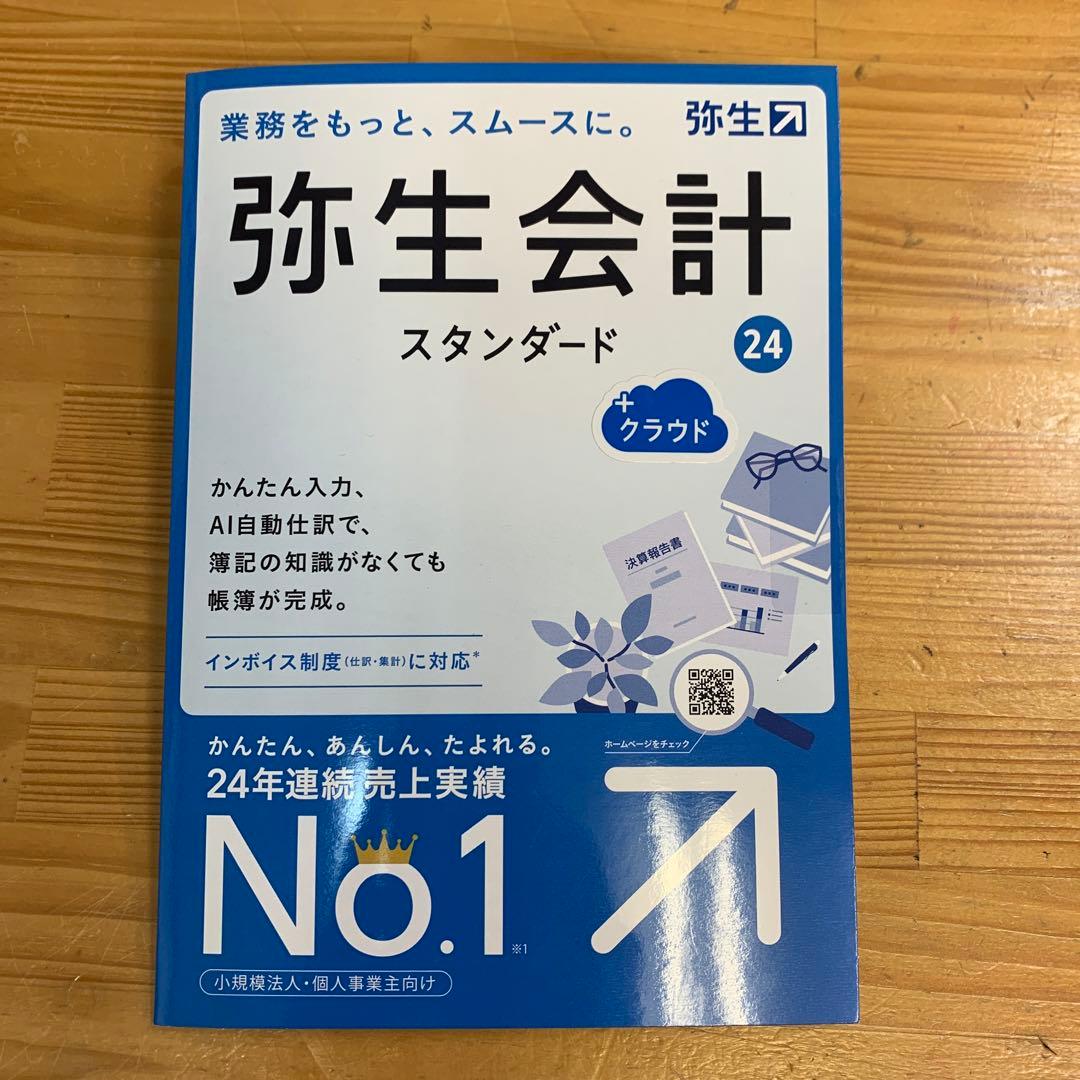 業務をもっと、スムースに。
弥生
弥生会計
スタンダード
24
+クラウド
かんたん入力、
AI自動仕訳で、
簿記の知識がなくても
帳簿が完成。
決算報告書
インボイス制度(仕訳・集計)に対応*
ホームページをチェック
かんたん、あんしん、たよれる。
24年連続売上実績
No.1※1
小規模法人・個人事業主向け